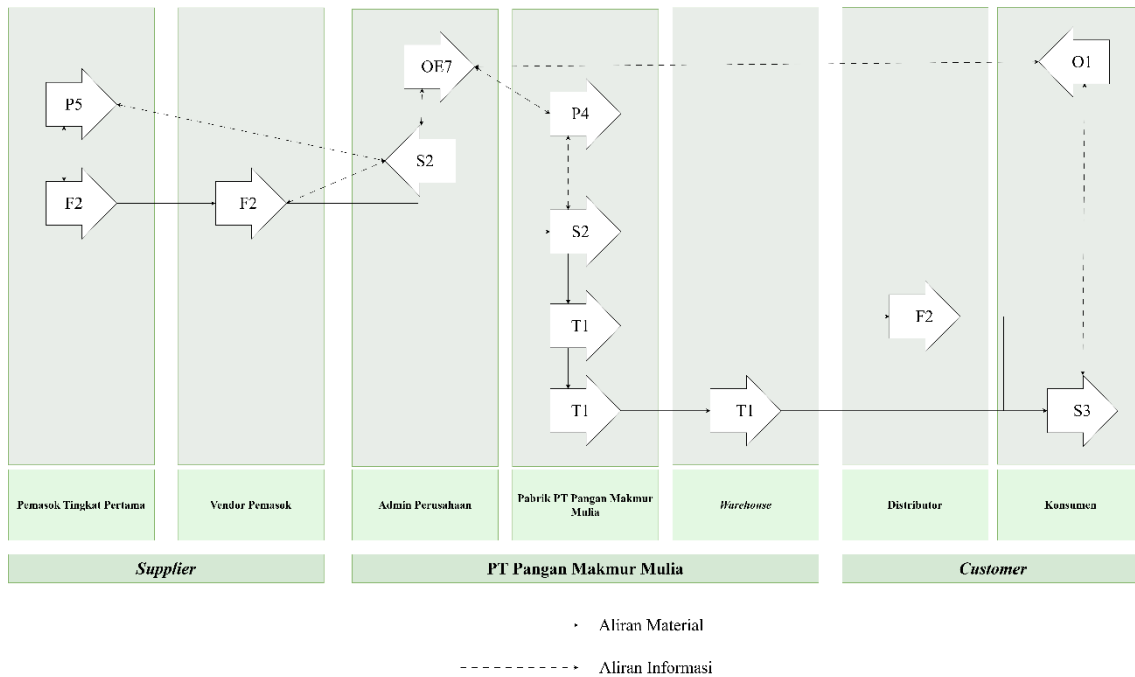 OE7
O1
P5
P4
S2
F2
F2
S2
F2
T1
T1
T1
S3
Pemasok Tingkat Pertama
Vendor Pemasok
Admin Perusahaan
Pabrik PT Pangan Makmur
Mulia
Warehouse
Distributor
Konsumen
Supplier
PT Pangan Makmur Mulia
Customer
Aliran Material
Aliran Informasi